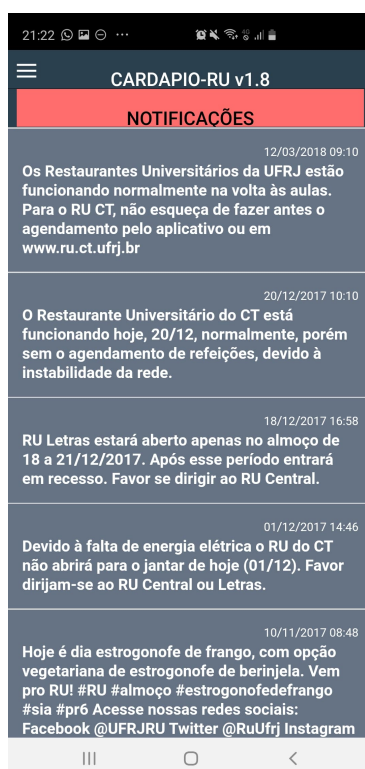 21:22
CARDAPIO-RU v1.8
NOTIFICAÇÕES
12/03/2018 09:10
Os Restaurantes Universitários da UFRJ estão
funcionando normalmente na volta às aulas.
Para o RU CT, não esqueça de fazer antes o
agendamento pelo aplicativo ou em
www.ru.ct.ufrj.br
20/12/2017 10:10
O Restaurante Universitário do CT está
funcionando hoje, 20/12, normalmente, porém
sem o agendamento de refeições, devido à
instabilidade da rede.
18/12/2017 16:58
RU Letras estará aberto apenas no almoço de
18 a 21/12/2017. Após esse período entrará
em recesso. Favor se dirigir ao RU Central.
01/12/2017 14:46
Devido à falta de energia elétrica o RU do CT
não abrirá para o jantar de hoje (01/12). Favor
dirijam-se ao RU Central ou Letras.
10/11/2017 08:48
Hoje é dia estrogonofe de frango, com opção
vegetariana de estrogonofe de berinjela. Vem
pro RU! #RU #almoço #estrogonofedefrango
#sia #pr6 Acesse nossas redes sociais:
Facebook @UFRJRU Twitter @RuUfrj Instagram